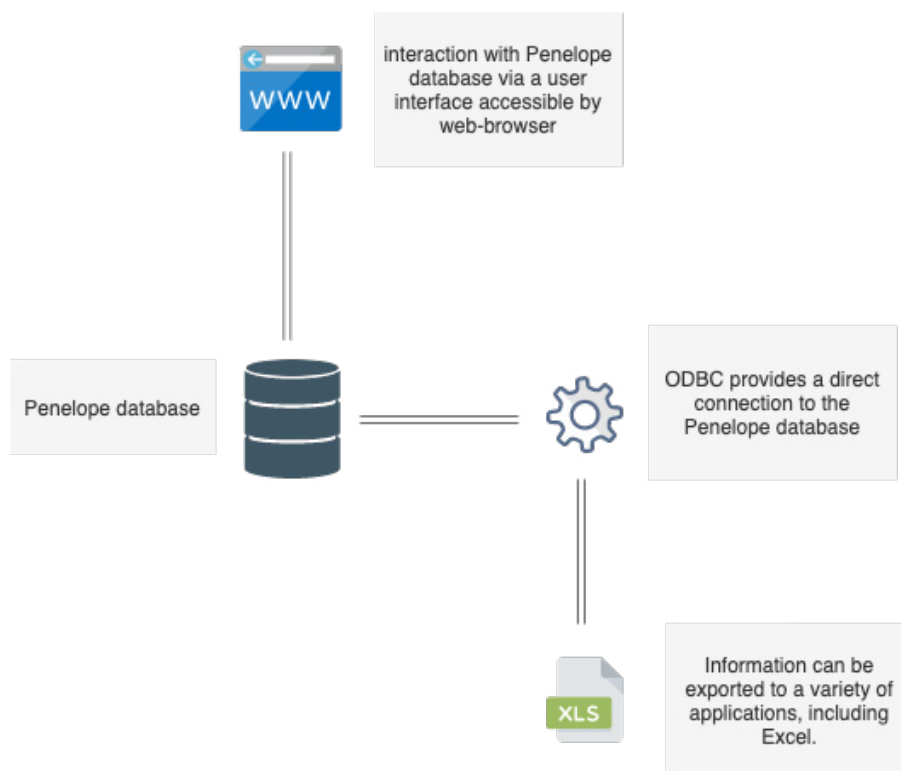 WWW
interaction with Penelope
database via a user
interface accessible by
web-browser
Penelope database
ODBC provides a direct
connection to the
Penelope database
XLS
Information can be
exported to a variety of
applications, including
Excel.